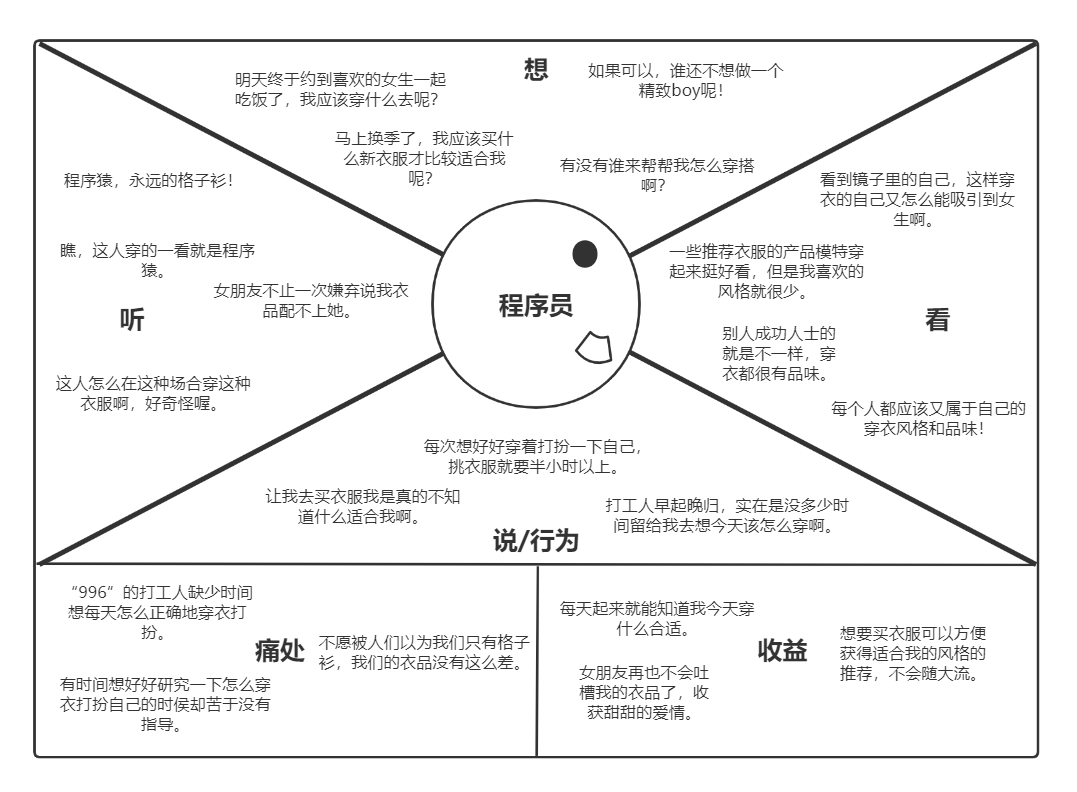 想
明天终于约到喜欢的女生一起
吃饭了，我应该穿什么去呢？
如果可以，谁还不想做一个
精致boy呢！
马上换季了，我应该买什
么新衣服才比较适合我
呢？
有没有谁来帮帮我怎么穿搭
啊？
程序猿，永远的格子衫！
瞧，这人穿的一看就是程序
猿。
女朋友不止一次嫌弃说我衣
品配不上她。
听
这人怎么在这种场合穿这种
衣服啊，好奇怪喔。
程序员
看到镜子里的自己，这样穿
衣的自己又怎么能吸引到女
生啊。
一些推荐衣服的产品模特穿
起来挺好看，但是我喜欢的
风格就很少。
看
别人成功人士的
就是不一样，穿
衣都很有品味。
每个人都应该又属于自己的
穿衣风格和品味！
每次想好好穿着打扮一下自己，
挑衣服就要半小时以上。
让我去买衣服我是真的不知
道什么适合我啊。
打工人早起晚归，实在是没多少时
间留给我去想今天该怎么穿啊。
说/行为
“996”的打工人缺少时间
想每天怎么正确地穿衣打
扮。
痛处
不愿被人们以为我们只有格子
衫，我们的衣品没有这么差。
有时间想好好研究一下怎么穿
衣打扮自己的时侯却苦于没有
指导。
每天起来就能知道我今天穿
什么合适。
收益
想要买衣服可以方便
获得适合我的风格的
推荐，不会随大流。
女朋友再也不会吐
槽我的衣品了，收
获甜甜的爱情。